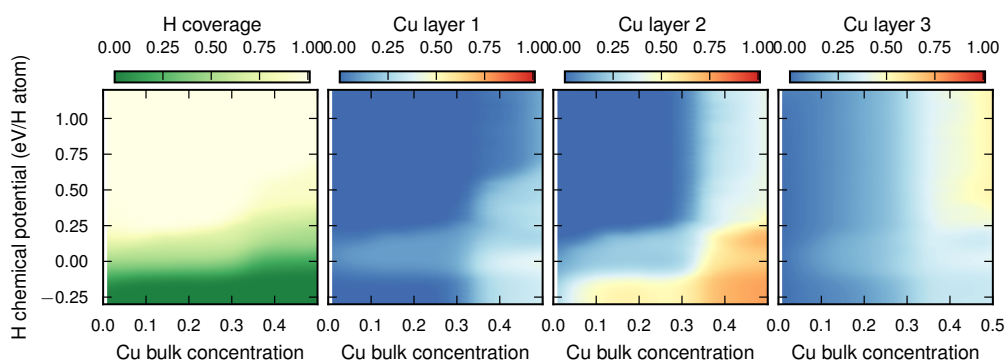 H coverage
Cu layer 1
Cu layer 2
Cu layer 3
0.00 0.25 0.50 0.75 1.00
0.00 0.25 0.50 0.75 1.00
0.00 0.25 0.50 0.75 1.00
0.00 0.25 0.50 0.75 1.00
H chemical potential (eV/H atom)
1.00
0.75
0.50
0.25
0.00
−0.25
0.0 0.1 0.2 0.3 0.4
0.0 0.1 0.2 0.3 0.4
0.0 0.1 0.2 0.3 0.4
0.0 0.1 0.2 0.3 0.4 0.5
Cu bulk concentration
Cu bulk concentration
Cu bulk concentration
Cu bulk concentration